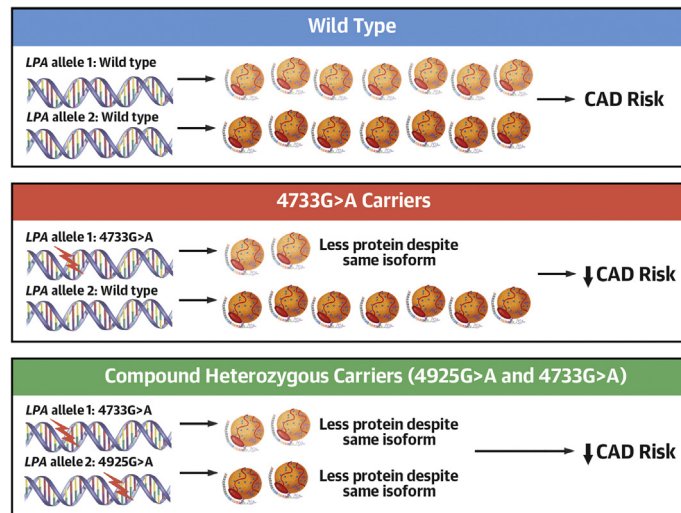 Wild Type
LPA allele 1: Wild type
LPA allele 2: Wild type
CAD Risk
4733G>A Carriers
LPA allele 1: 4733G>A
Less protein despite
same isoform
LPA allele 2: Wild type
CAD Risk
Compound Heterozygous Carriers (4925G>A and 4733G>A)
LPA allele 1: 4733G>A
Less protein despite
same isoform
LPA allele 2: 4925G>A
Less protein despite
same isoform
CAD Risk